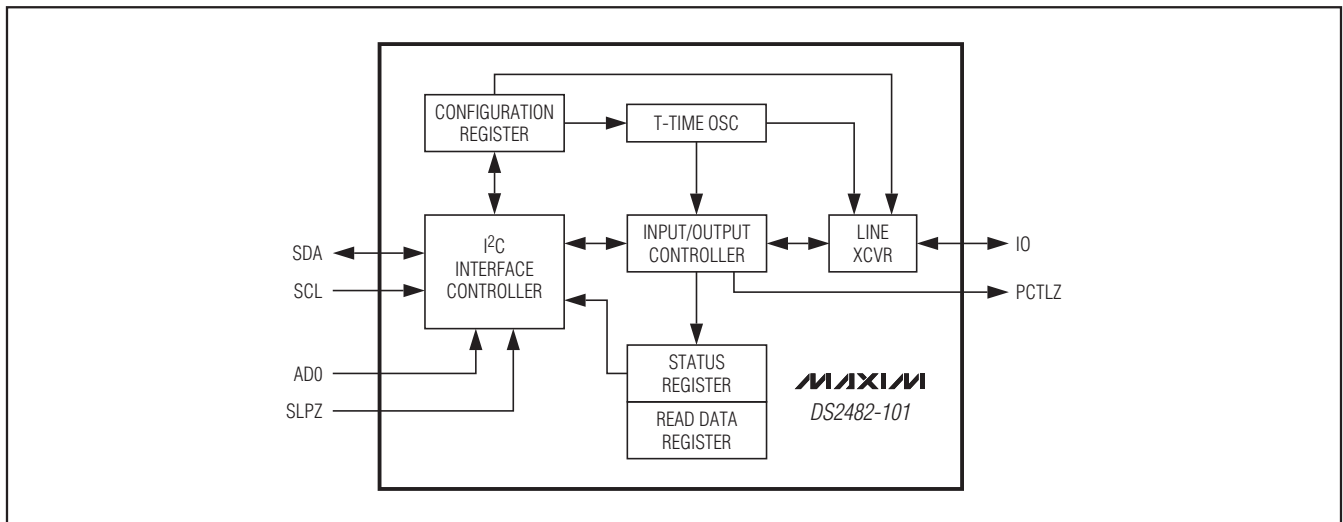 CONFIGURATION
REGISTER
T-TIME OSC
I²C
INTERFACE
CONTROLLER
INPUT/OUTPUT
CONTROLLER
LINE
XCVR
SDA
SCL
AD0
SLPZ
IO
PCTLZ
STATUS
REGISTER
READ DATA
REGISTER
MAXIM
DS2482-101